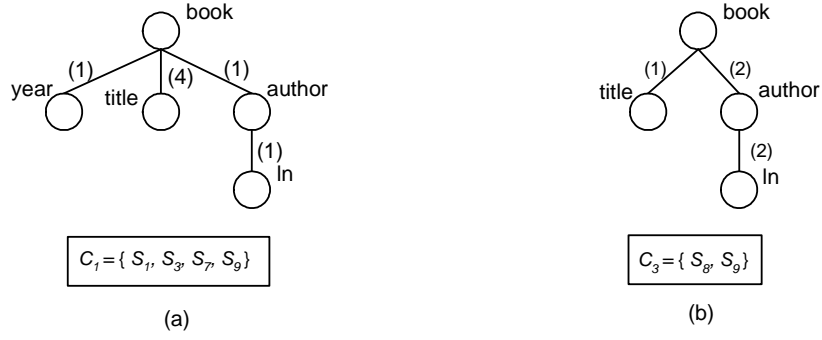 book
(1) (4) (1)
year title author
(1)
ln
C1 = { S1, S3, S7, S9 }
(a)
book
(1) (2)
title author
(2)
ln
C3 = { S8, S9 }
(b)